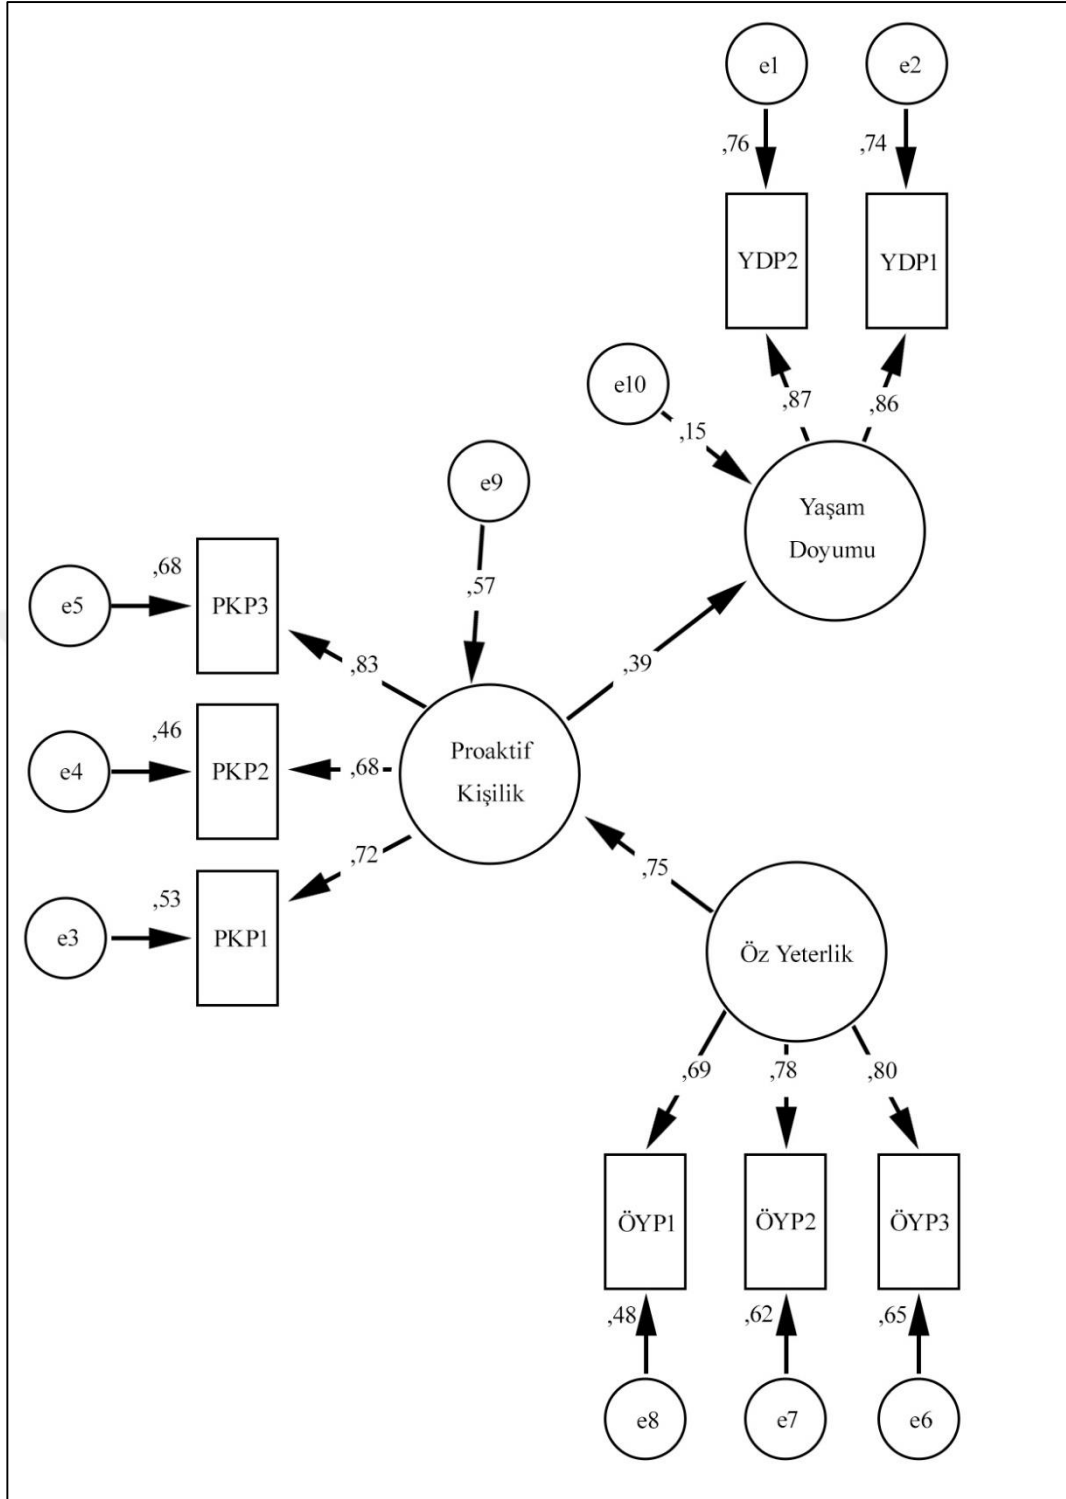 e1
e2
,76
,74
YDP2
YDP1
e10
,87
,86
,15
e9
Yaşam
Doyumu
,68
,57
e5
PKP3
,83
,39
,46
Proaktif
e4
PKP2
,68
Kişilik
,72
,75
,53
e3
PKP1
Öz Yeterlik
,69
,78
,80
ÖYP1
ÖYP2
ÖYP3
,48
,62
,65
e8
e7
e6